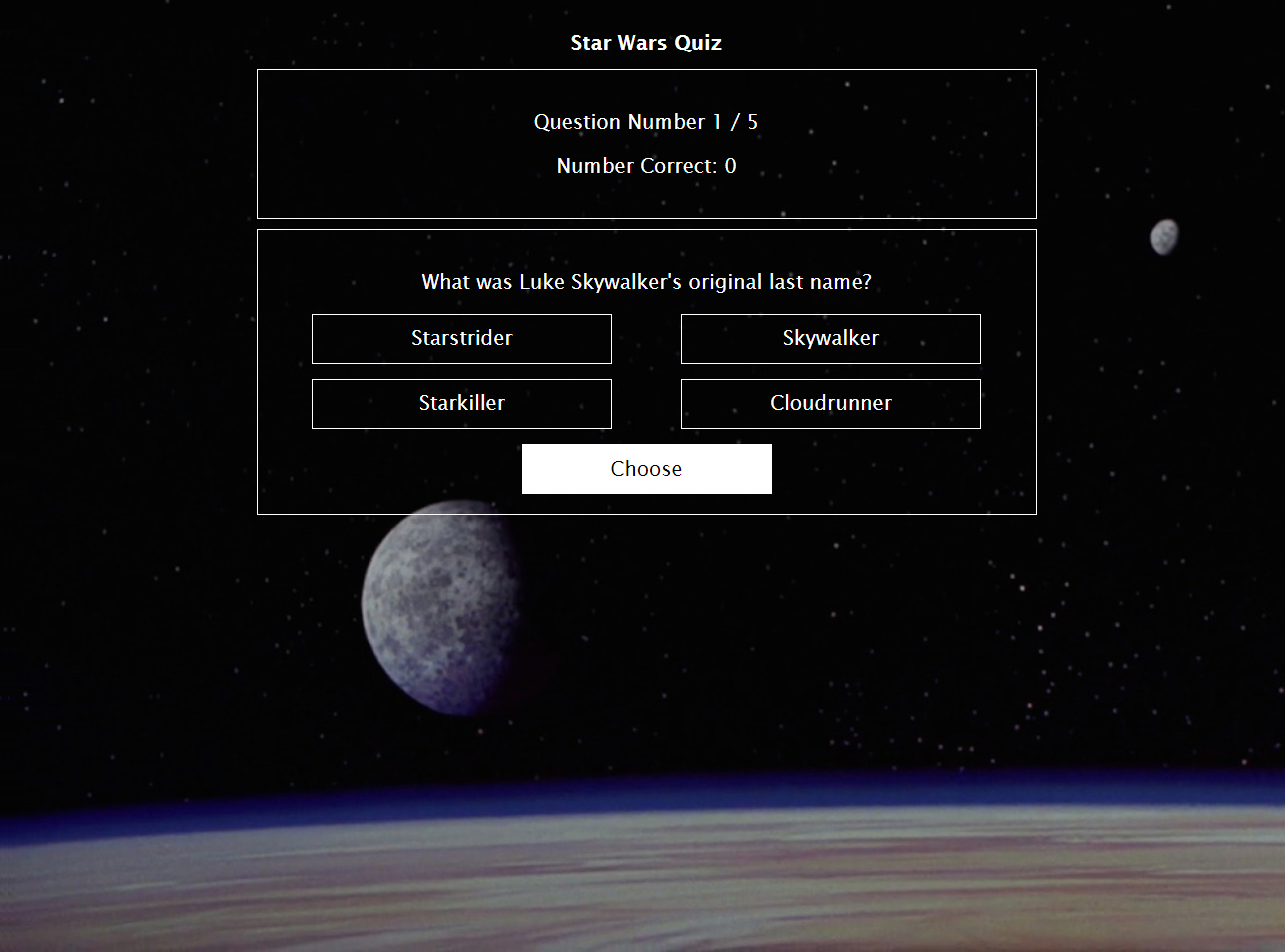 Star Wars Quiz
Question Number 1 / 5
Number Correct: 0
What was Luke Skywalker's original last name?
Starstrider
Skywalker
Starkiller
Cloudrunner
Choose